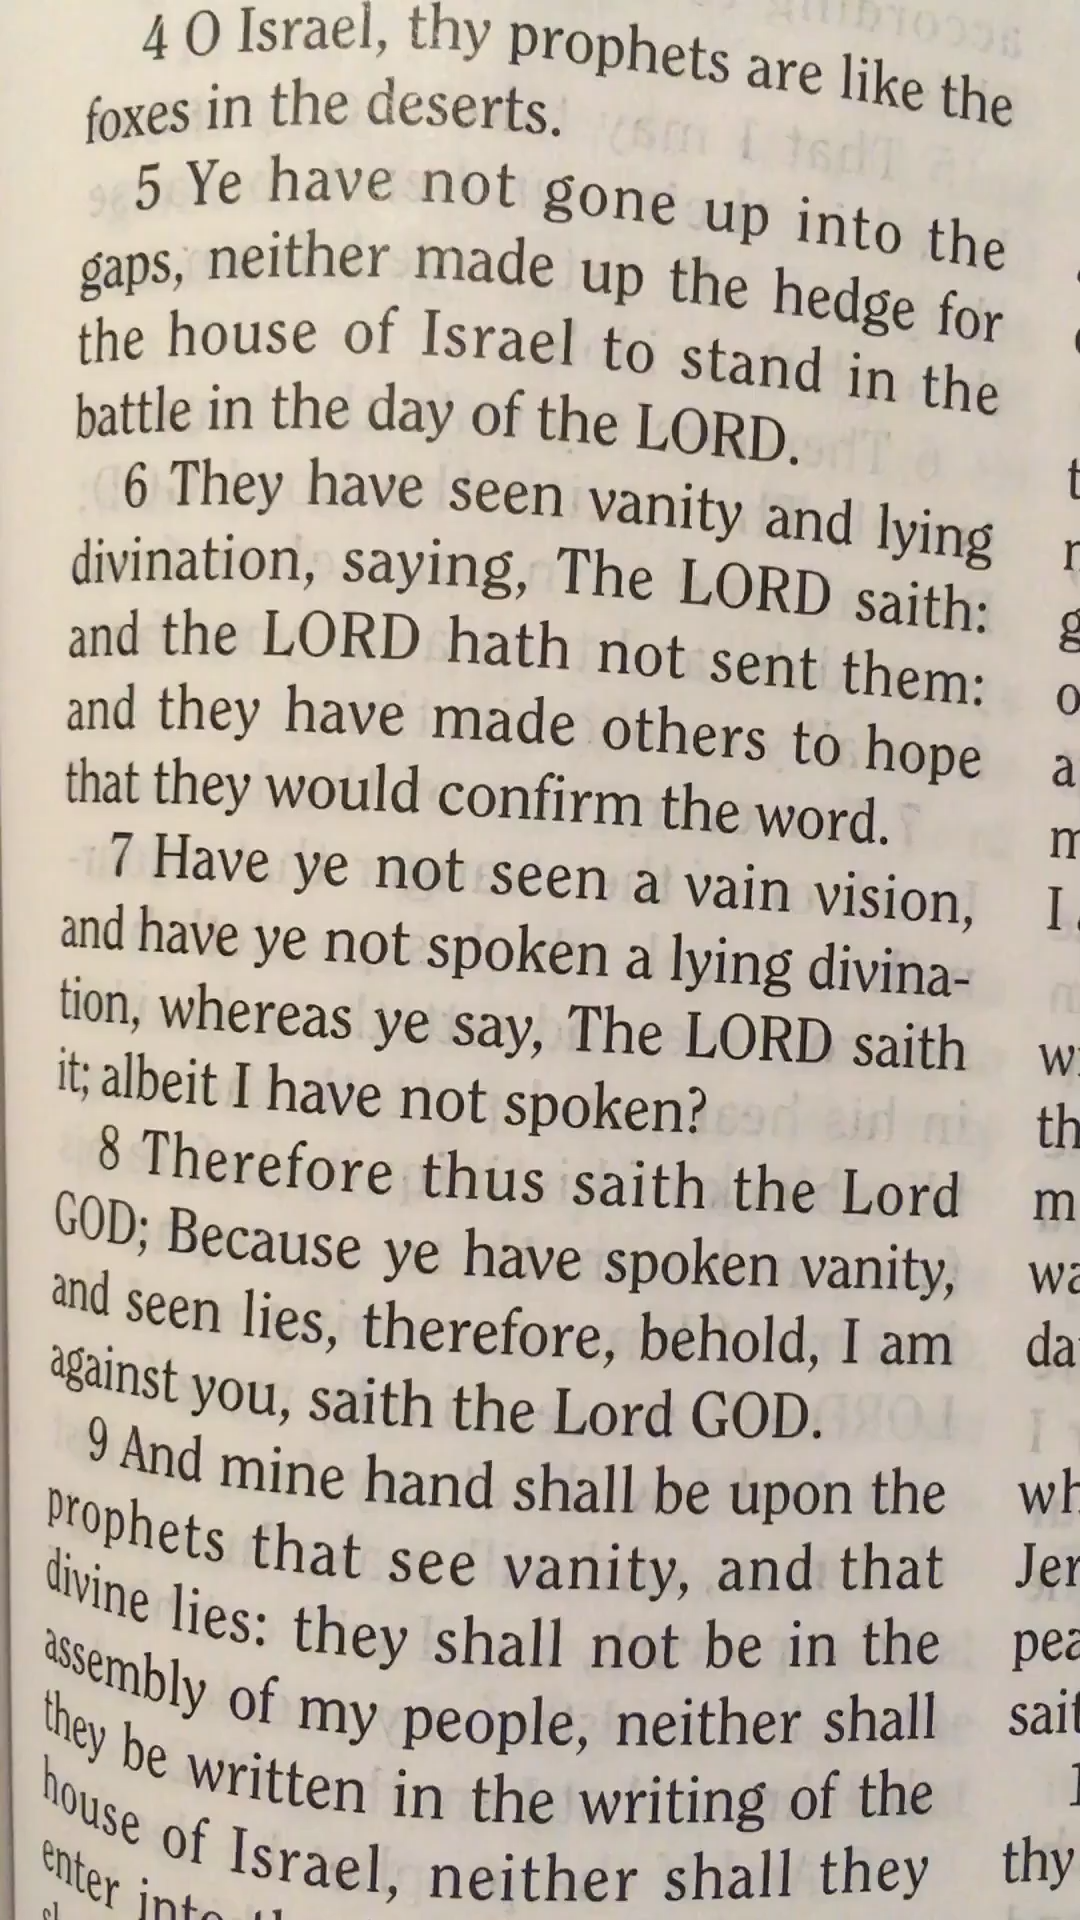 4 O Israel, thy prophets are like the
foxes in the deserts.
5 Ye have not gone up into the
gaps, neither made up the hedge for
the house of Israel to stand in the
battle in the day of the LORD.
6 They have seen vanity and lying
divination, saying, The LORD saith:
and the LORD hath not sent them:
and they have made others to hope
that they would confirm the word.
7 Have ye not seen a vain vision,
and have ye not spoken a lying divina-
tion, whereas ye say, The LORD saith
it; albeit I have not spoken?
8 Therefore thus saith the Lord
GOD; Because ye have spoken vanity,
and seen lies, therefore, behold, I am
against you, saith the Lord GOD.
9 And mine hand shall be upon the
prophets that see vanity, and that
divine lies: they shall not be in the
assembly of my people, neither shall
they be written in the writing of the
house of Israel, neither shall they
enter into
thy